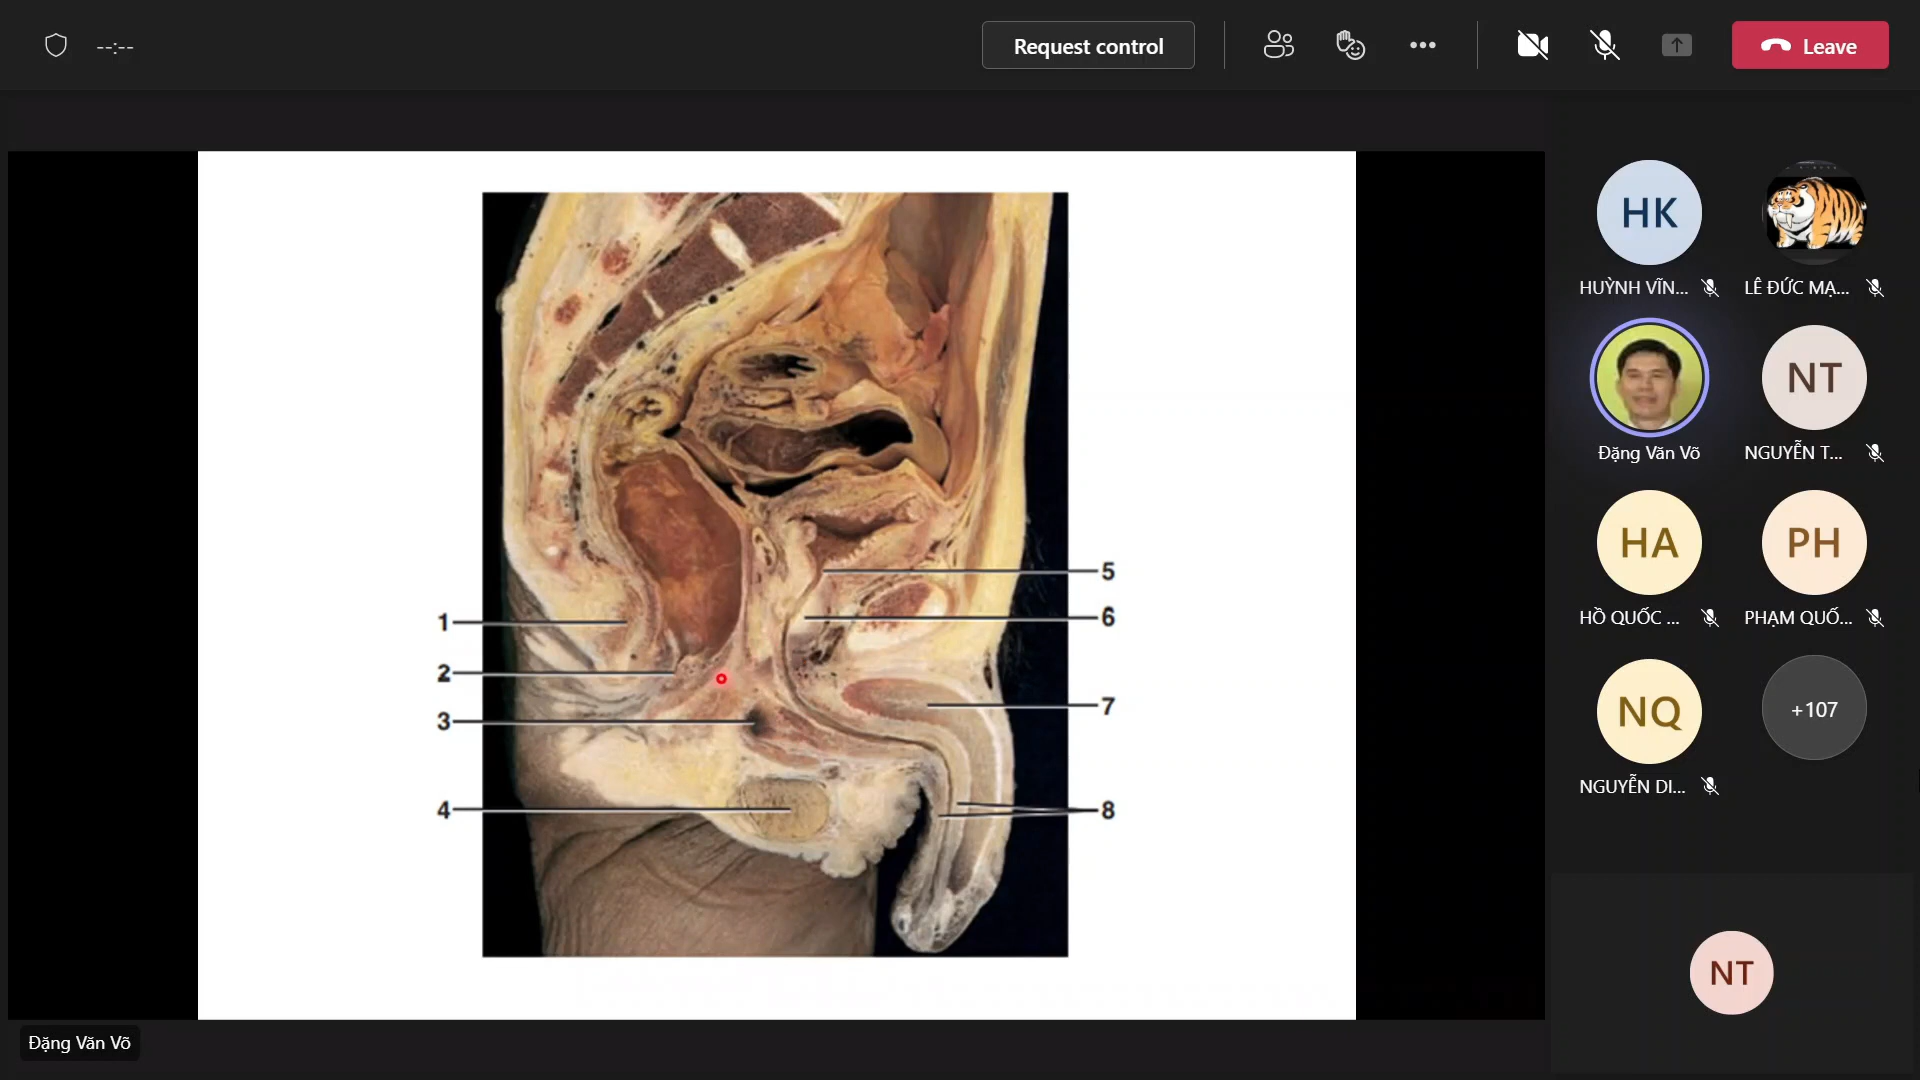 --:--
Request control
Leave
1
2
3
4
5
6
7
8
HK
HUỲNH VĨN...
LÊ ĐỨC MẠ...
Đặng Văn Võ
NT
NGUYỄN T...
HA
HỒ QUỐC ...
PH
PHẠM QUỐ...
NQ
NGUYỄN DI...
+107
NT
Đặng Văn Võ